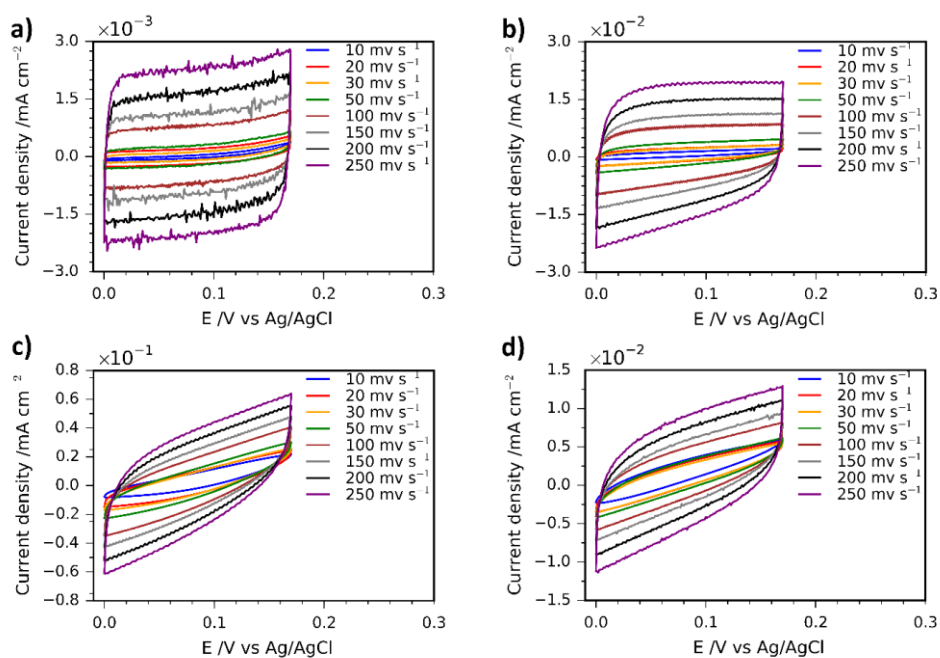 a)
×10⁻³
3.0
1.5
0.0
−1.5
−3.0
Current density /mA cm⁻²
0.0 0.1 0.2 0.3
E /V vs Ag/AgCl
10 mv s⁻¹
20 mv s⁻¹
30 mv s⁻¹
50 mv s⁻¹
100 mv s⁻¹
150 mv s⁻¹
200 mv s⁻¹
250 mv s⁻¹
b)
×10⁻²
3.0
1.5
0.0
−1.5
−3.0
Current density /mA cm⁻²
0.0 0.1 0.2 0.3
E /V vs Ag/AgCl
10 mv s⁻¹
20 mv s⁻¹
30 mv s⁻¹
50 mv s⁻¹
100 mv s⁻¹
150 mv s⁻¹
200 mv s⁻¹
250 mv s⁻¹
c)
×10⁻¹
0.8
0.6
0.4
0.2
0.0
−0.2
−0.4
−0.6
−0.8
Current density /mA cm⁻²
0.0 0.1 0.2 0.3
E /V vs Ag/AgCl
10 mv s⁻¹
20 mv s⁻¹
30 mv s⁻¹
50 mv s⁻¹
100 mv s⁻¹
150 mv s⁻¹
200 mv s⁻¹
250 mv s⁻¹
d)
×10⁻²
1.5
1.0
0.5
0.0
−0.5
−1.0
−1.5
Current density /mA cm⁻²
0.0 0.1 0.2 0.3
E /V vs Ag/AgCl
10 mv s⁻¹
20 mv s⁻¹
30 mv s⁻¹
50 mv s⁻¹
100 mv s⁻¹
150 mv s⁻¹
200 mv s⁻¹
250 mv s⁻¹